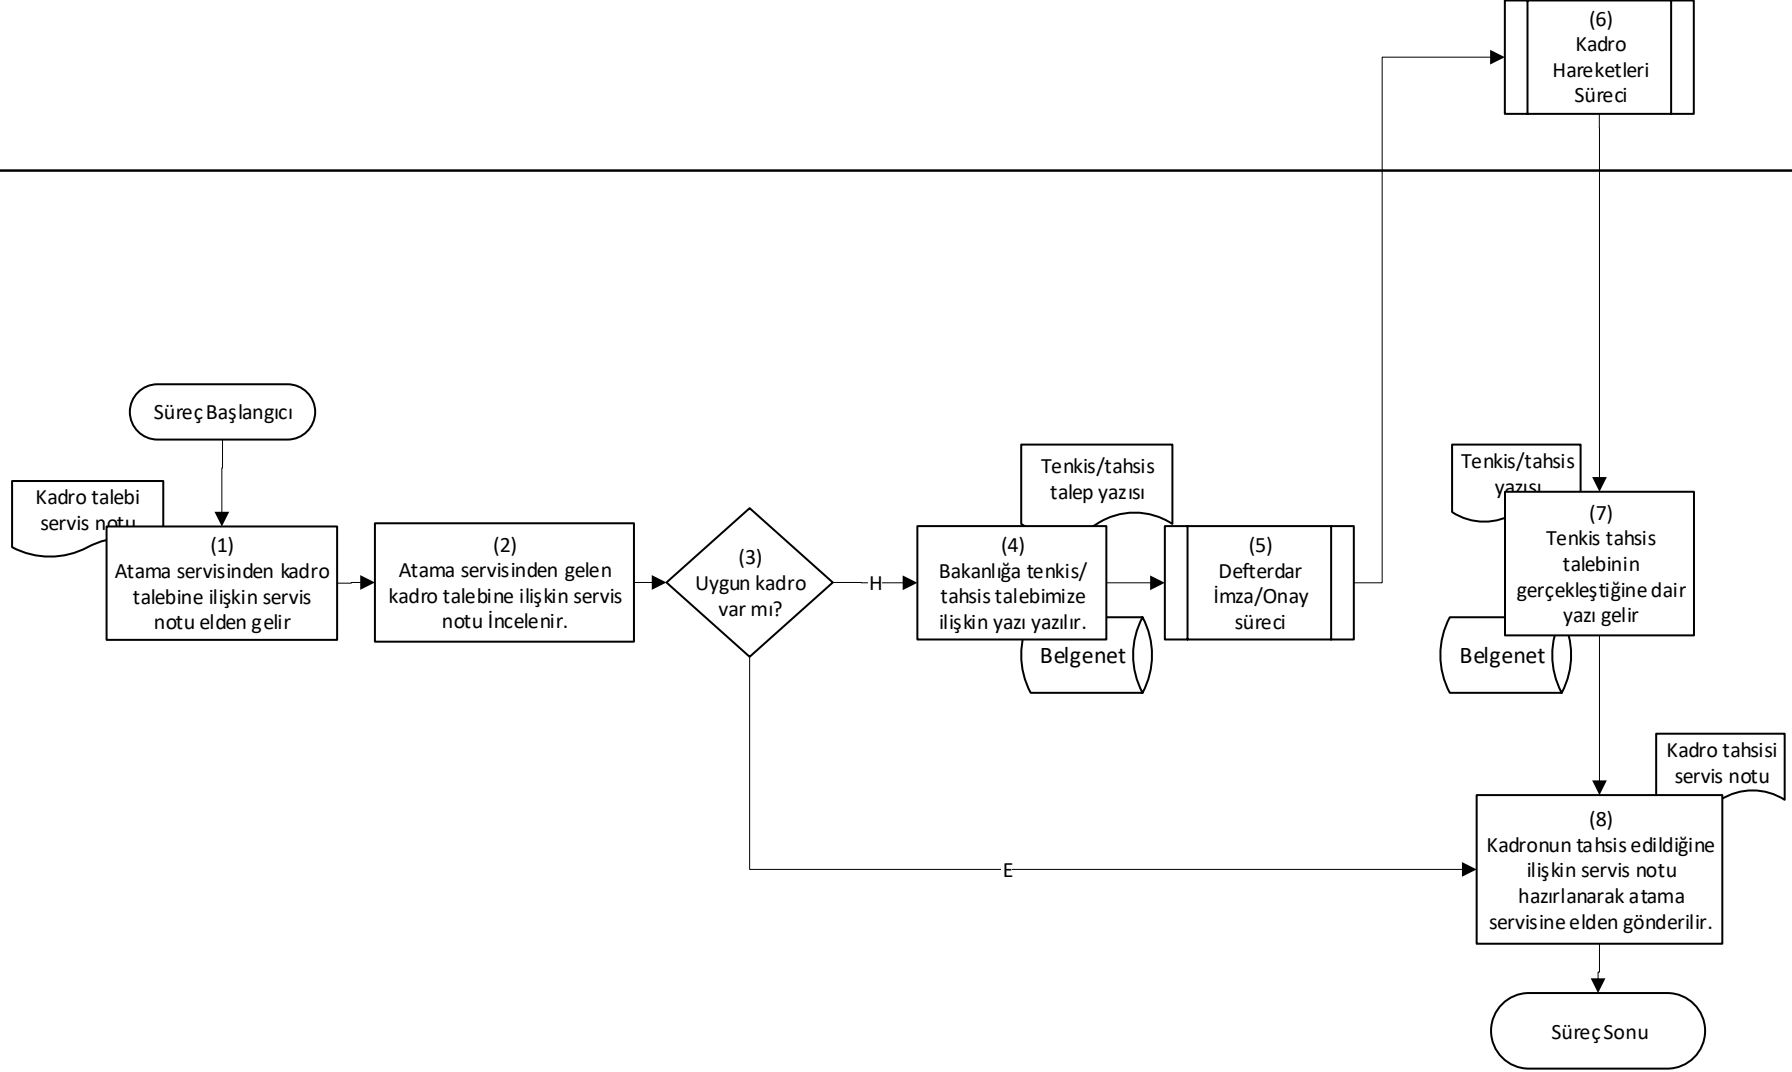 (6)
Kadro
Hareketleri
Süreci
Süreç Başlangıcı
Kadro talebi
servis notu
(1)
Atama servisinden kadro
talebine ilişkin servis
notu elden gelir
(2)
Atama servisinden gelen
kadro talebine ilişkin servis
notu İncelenir.
(3)
Uygun kadro
var mı?
H
Tenkis/tahsis
talep yazısı
(4)
Bakanlığa tenkis/
tahsis talebimize
ilişkin yazı yazılır.
Belgenet
(5)
Defterdar
İmza/Onay
süreci
Tenkis/tahsis
yazısı
(7)
Tenkis tahsis
talebinin
gerçekleştiğine dair
yazı gelir
Belgenet
Kadro tahsisi
servis notu
E
(8)
Kadronun tahsis edildiğine
ilişkin servis notu
hazırlanarak atama
servisine elden gönderilir.
Süreç Sonu